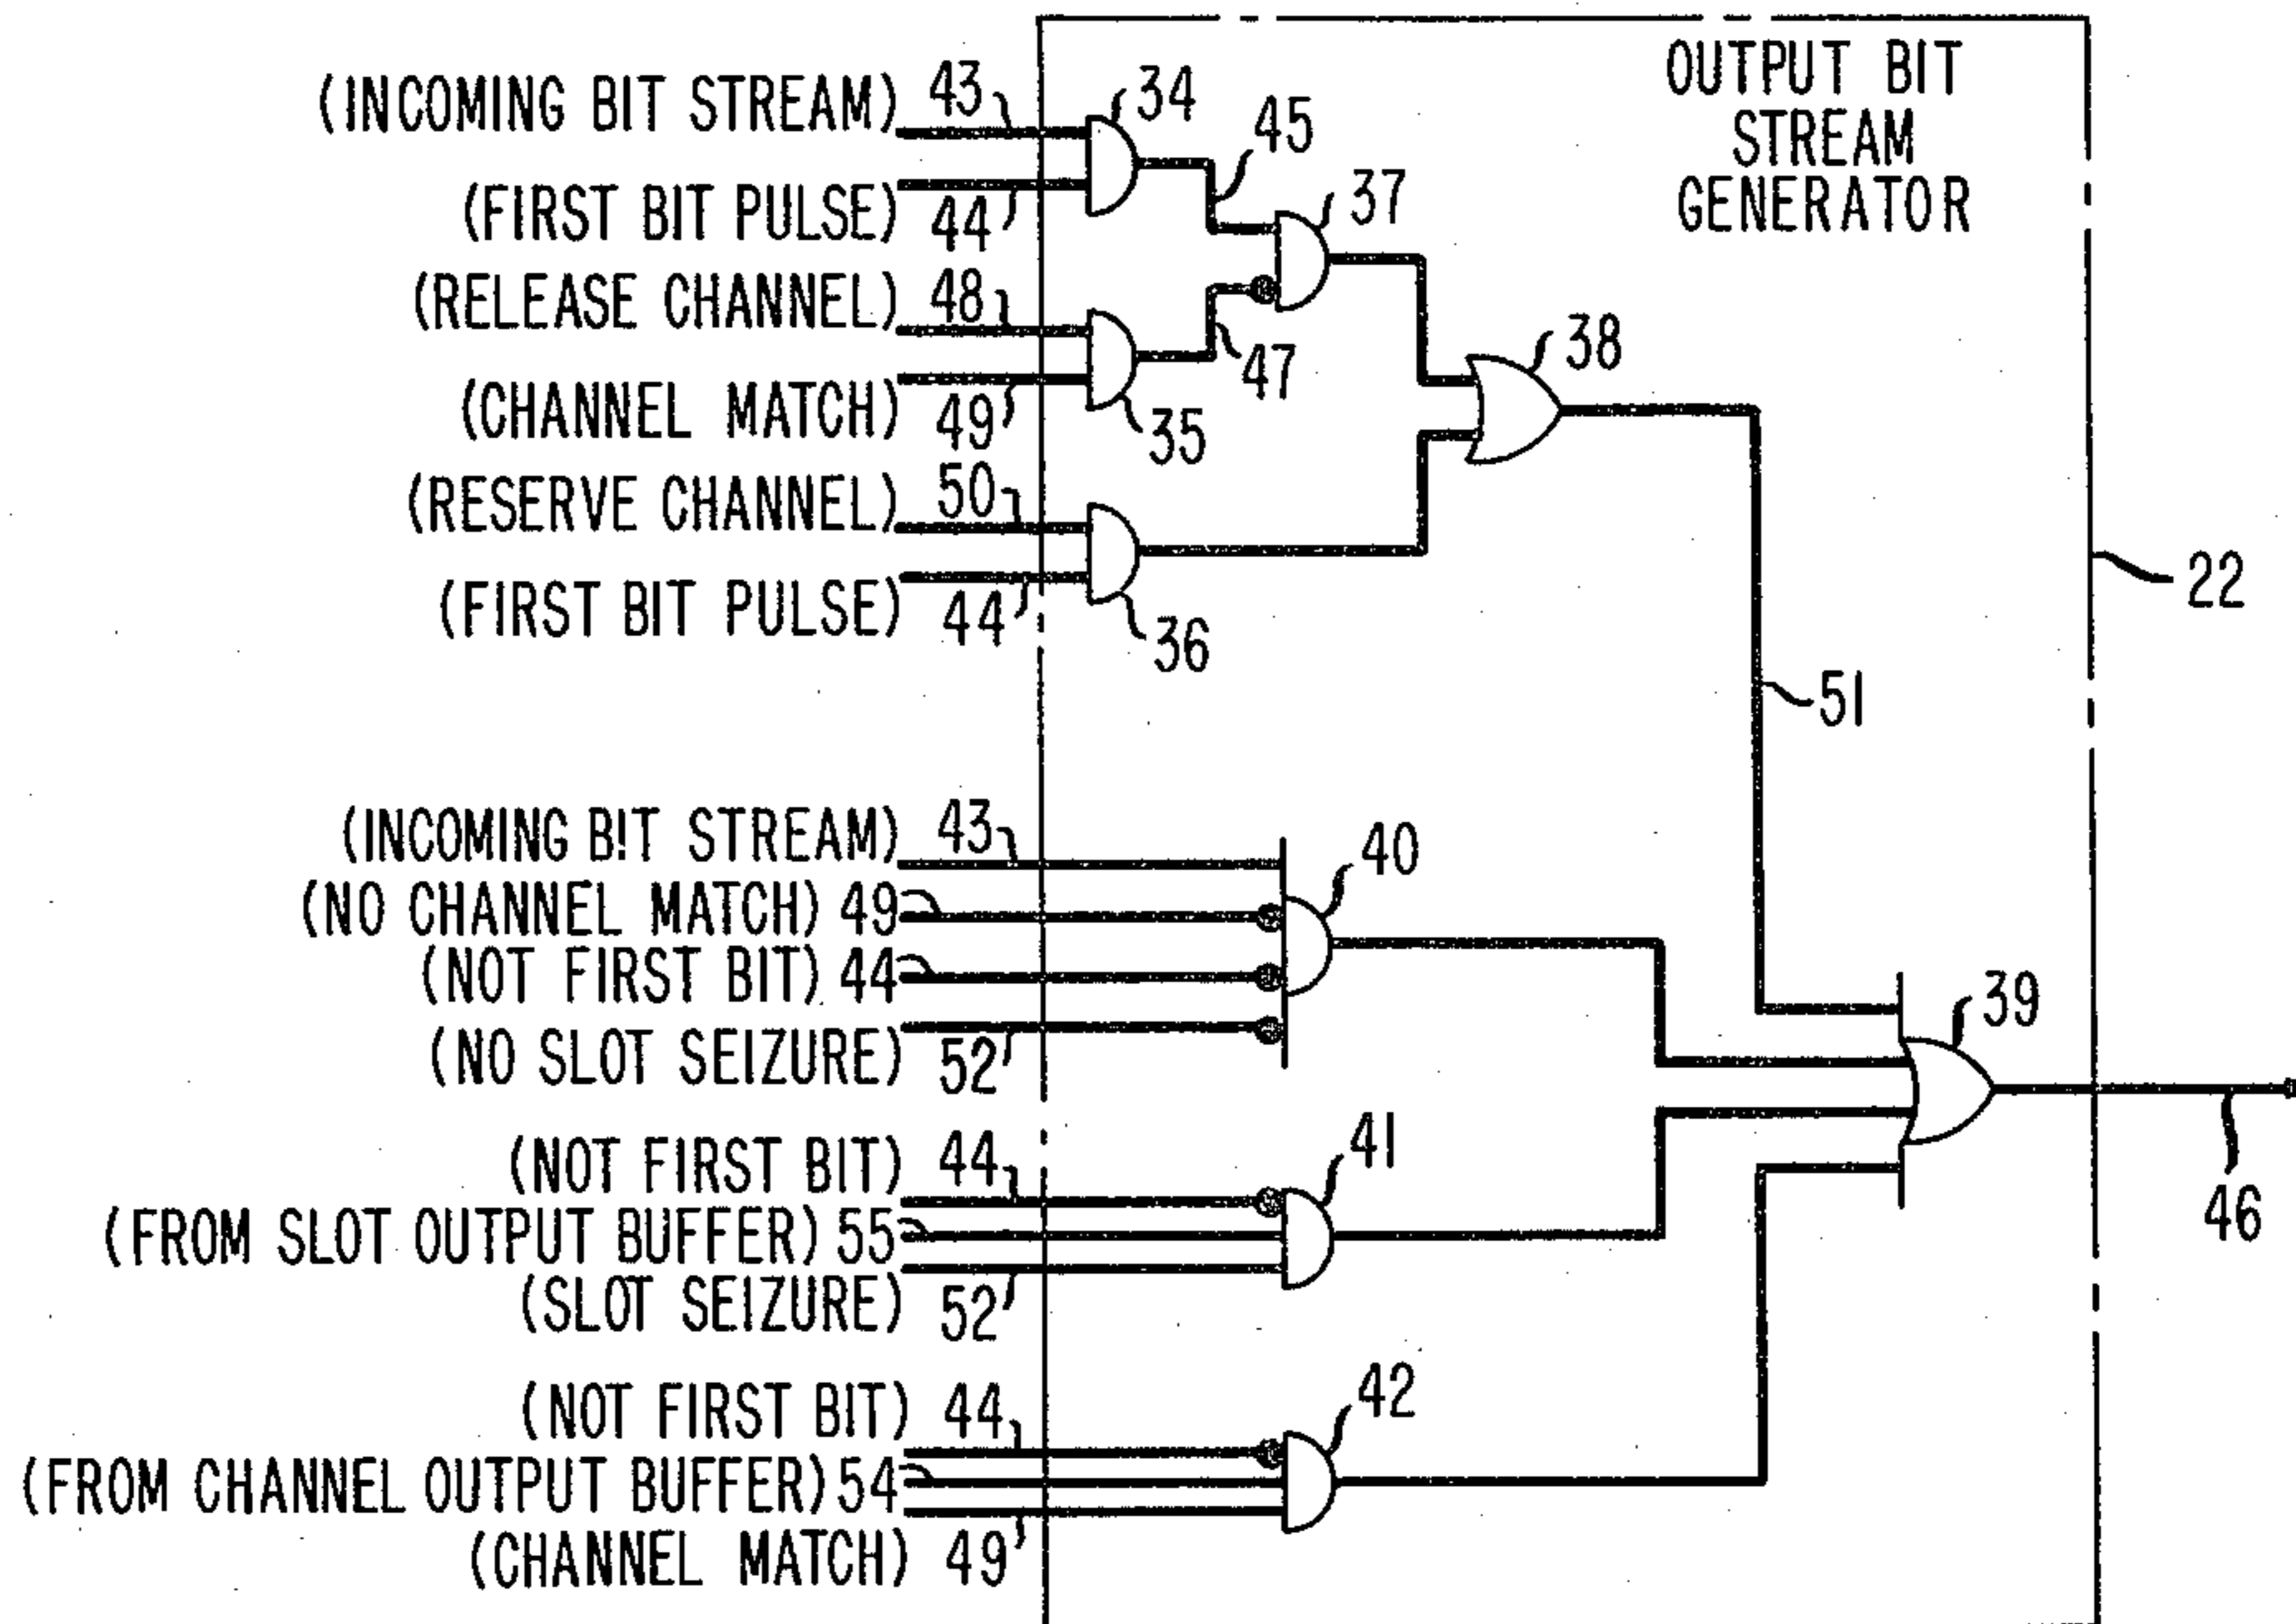 OUTPUT BIT
STREAM
GENERATOR
(INCOMING BIT STREAM) 43
34
45
(FIRST BIT PULSE) 44
37
(RELEASE CHANNEL) 48
47
38
(CHANNEL MATCH) 49
35
(RESERVE CHANNEL) 50
22
(FIRST BIT PULSE) 44
36
51
(INCOMING BIT STREAM) 43
40
(NO CHANNEL MATCH) 49
(NOT FIRST BIT) 44
39
(NO SLOT SEIZURE) 52
(NOT FIRST BIT) 44
41
46
(FROM SLOT OUTPUT BUFFER) 55
(SLOT SEIZURE) 52
(NOT FIRST BIT) 44
42
(FROM CHANNEL OUTPUT BUFFER) 54
(CHANNEL MATCH) 49